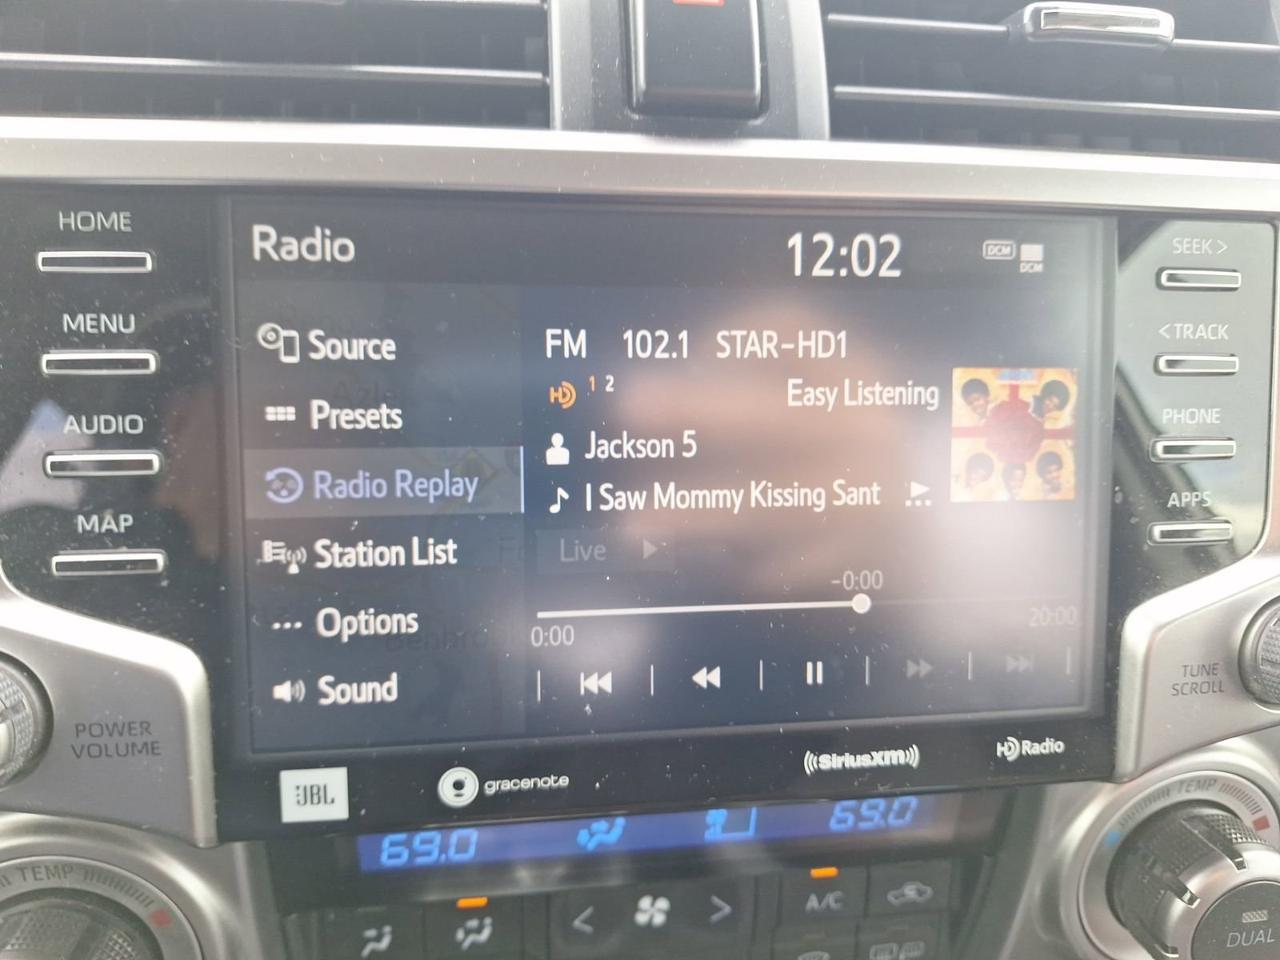 HOME
MENU
AUDIO
MAP
POWER
VOLUME
Radio
12:02
DCM
DCM
Source
Presets
Radio Replay
Station List
Options
Sound
FM 102.1 STAR-HD1
HD 1 2
Easy Listening
Jackson 5
I Saw Mommy Kissing Sant
Live
-0:00
0:00
20:00
SEEK >
< TRACK
PHONE
APPS
TUNE
SCROLL
JBL
gracenote
((SiriusXM))
HD Radio
69.0
69.0
TEMP
A/C
TEMP
DUAL